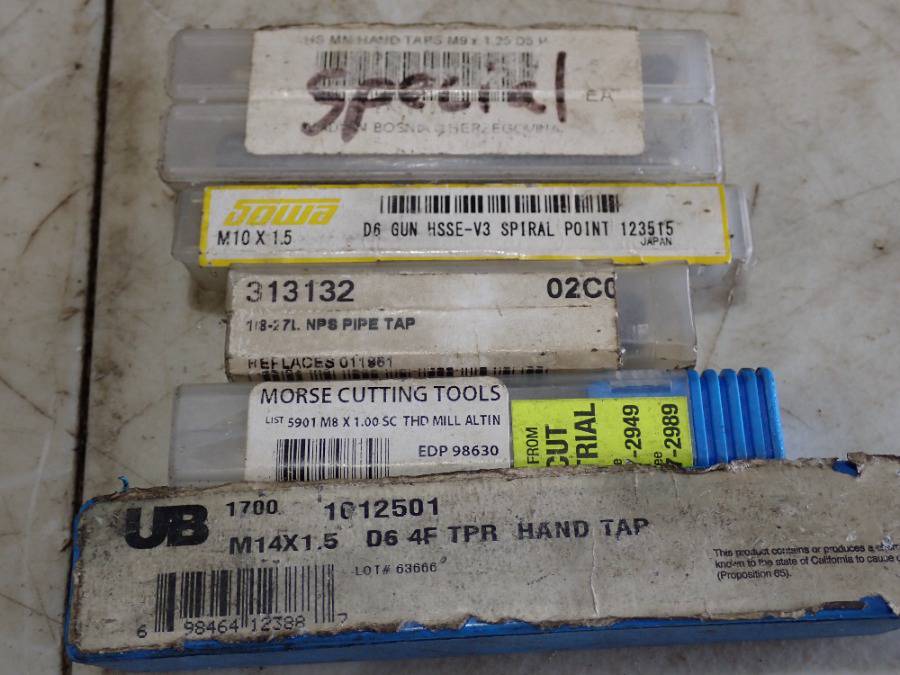 HS MM HAND TAPS M9 x 1.25 D5
Special
EA
MADE IN BOSNIA & HERZEGOVINA
Sowa
M10 X 1.5 D6 GUN HSSE-V3 SPIRAL POINT 123515
JAPAN
313132 02C0
1/8-27L NPS PIPE TAP
REPLACES 011961
MORSE CUTTING TOOLS
LIST 5901 M8 X 1.00 SC THD MILL ALTIN
EDP 98630
FROM
CUT
TRIAL
-2949
7-2989
UB 1700 1012501
M14X1.5 D6 4F TPR HAND TAP
LOT# 63666
This product contains or produces a
known to the state of California to cause
(Proposition 65).
6 98464 12388 7